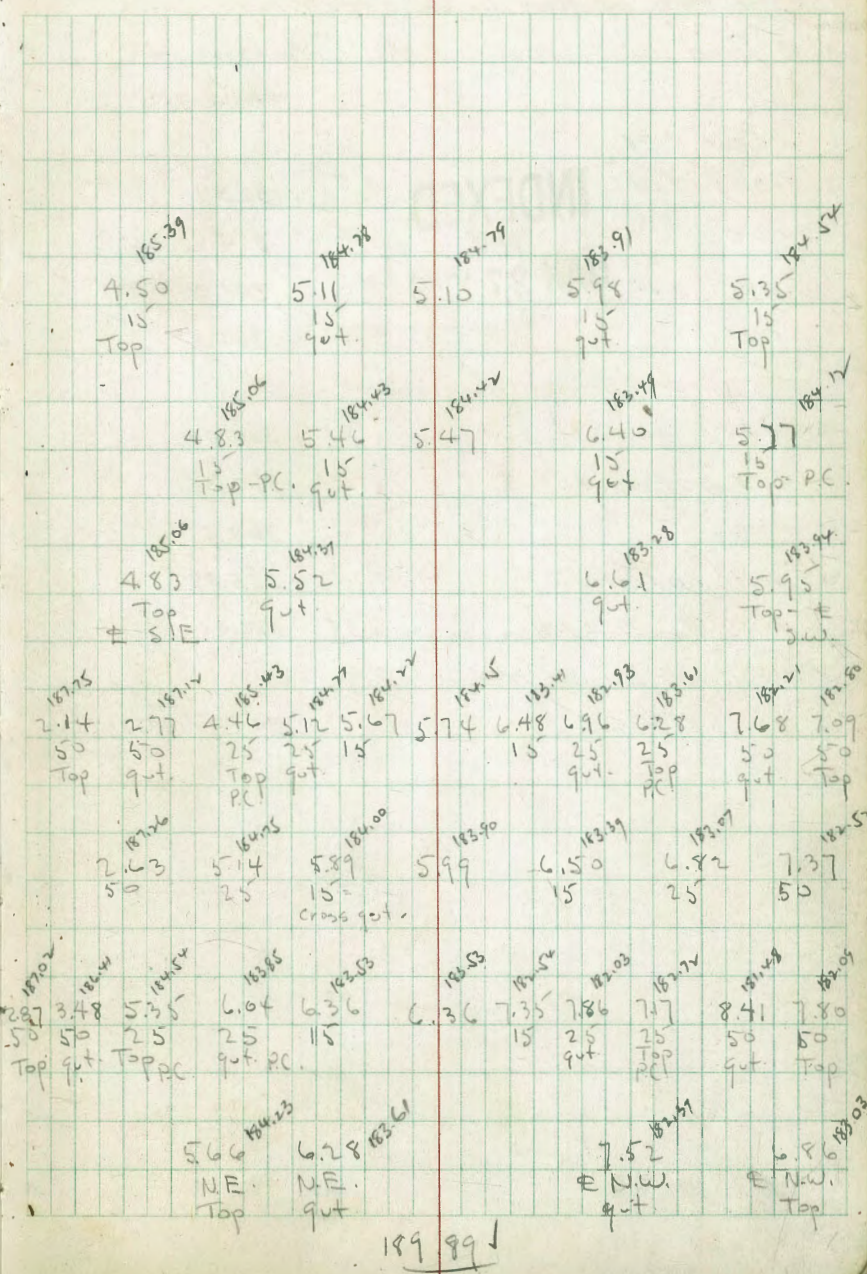 185.39 184.78 184.79 183.91 184.54
4.50 5.11 5.10 5.98 5.35
15 15 15 15
Top gut. gut. Top
185.06 184.43 184.42 183.49 184.12
4.83 5.46 5.47 6.40 5.77
15 15 15 15
Top-P.C. gut. gut Top- P.C.
185.06 184.37 183.28 183.94
4.83 5.52 6.61 5.95
Top gut. gut. Top- ℄
℄ S.E. S.W.
187.75 187.12 185.43 184.77 184.22 184.15 183.41 182.93 183.61 182.21 182.80
2.14 2.77 4.46 5.12 5.67 5.74 6.48 6.96 6.28 7.68 7.09
50 50 25 25 15 15 25 25 50 50
Top gut. Top gut. gut. Top gut. Top
P.C. P.C.
187.26 184.75 184.00 183.90 183.39 183.07 182.52
2.63 5.14 5.89 5.99 6.50 6.82 7.37
50 25 15- 15 25 50
cross gut.
187.02 186.41 184.54 183.85 183.53 183.53 182.54 182.03 182.72 181.48 182.09
2.87 3.48 5.35 6.04 6.36 6.36 7.35 7.86 7.17 8.41 7.80
50 50 25 25 15 15 25 25 50 50
Top gut. Top P.C. gut. P.C. gut Top gut. Top
P.C.
184.23 183.61 182.37 183.03
5.66 6.28 7.52 6.86
N.E. N.E. ℄ N.W. ℄ N.W.
Top gut gut. Top
189 89